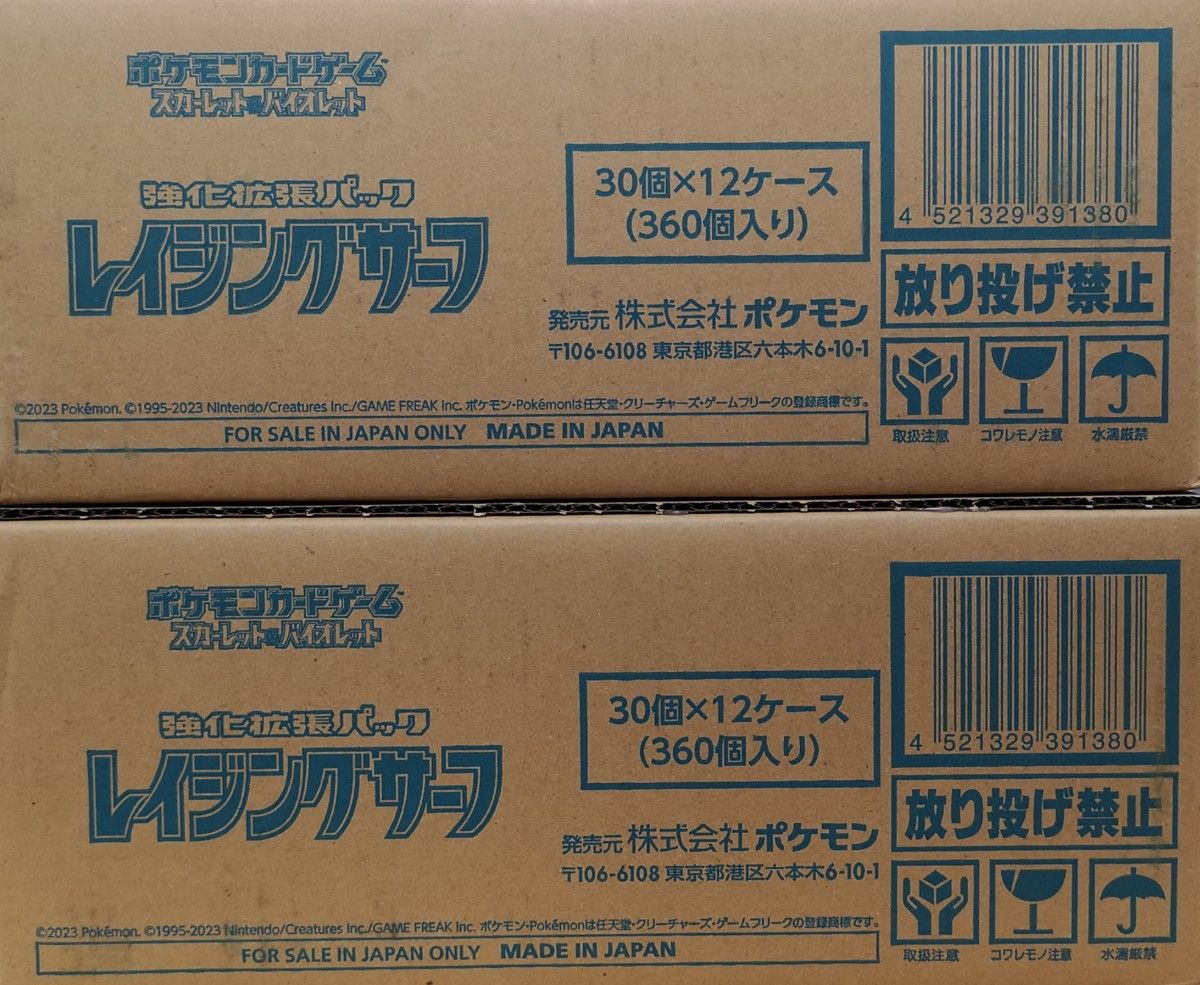 ポケモンカードゲーム
スカーレット&バイオレット
強化拡張パック
レイジングサーフ
30個×12ケース
(360個入り)
発売元 株式会社 ポケモン
〒106-6108 東京都港区六本木6-10-1
4 521329 391380
放り投げ禁止
取扱注意 コワレモノ注意 水濡厳禁
©2023 Pokémon. ©1995-2023 Nintendo/Creatures Inc./GAME FREAK Inc. ポケモン・Pokémonは任天堂・クリーチャーズ・ゲームフリークの登録商標です。
FOR SALE IN JAPAN ONLY MADE IN JAPAN
ポケモンカードゲーム
スカーレット&バイオレット
強化拡張パック
レイジングサーフ
30個×12ケース
(360個入り)
発売元 株式会社 ポケモン
〒106-6108 東京都港区六本木6-10-1
4 521329 391380
放り投げ禁止
取扱注意 コワレモノ注意 水濡厳禁
©2023 Pokémon. ©1995-2023 Nintendo/Creatures Inc./GAME FREAK Inc. ポケモン・Pokémonは任天堂・クリーチャーズ・ゲームフリークの登録商標です。
FOR SALE IN JAPAN ONLY MADE IN JAPAN